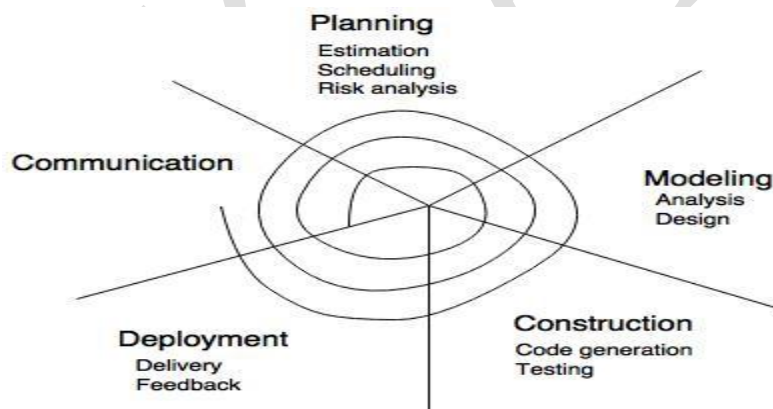 Planning
Estimation
Scheduling
Risk analysis
Communication
Modeling
Analysis
Design
Construction
Code generation
Testing
Deployment
Delivery
Feedback